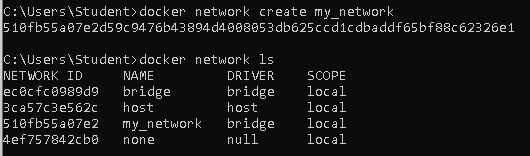 C:\Users\Student>docker network create my_network
510fb55a07e2d59c9476b43894d4008053db625ccd1cdbaddf65bf88c62326e1
C:\Users\Student>docker network ls
NETWORK ID NAME DRIVER SCOPE
ec0cfc0989d9 bridge bridge local
3ca57c3e562c host host local
510fb55a07e2 my_network bridge local
4ef757842cb0 none null local